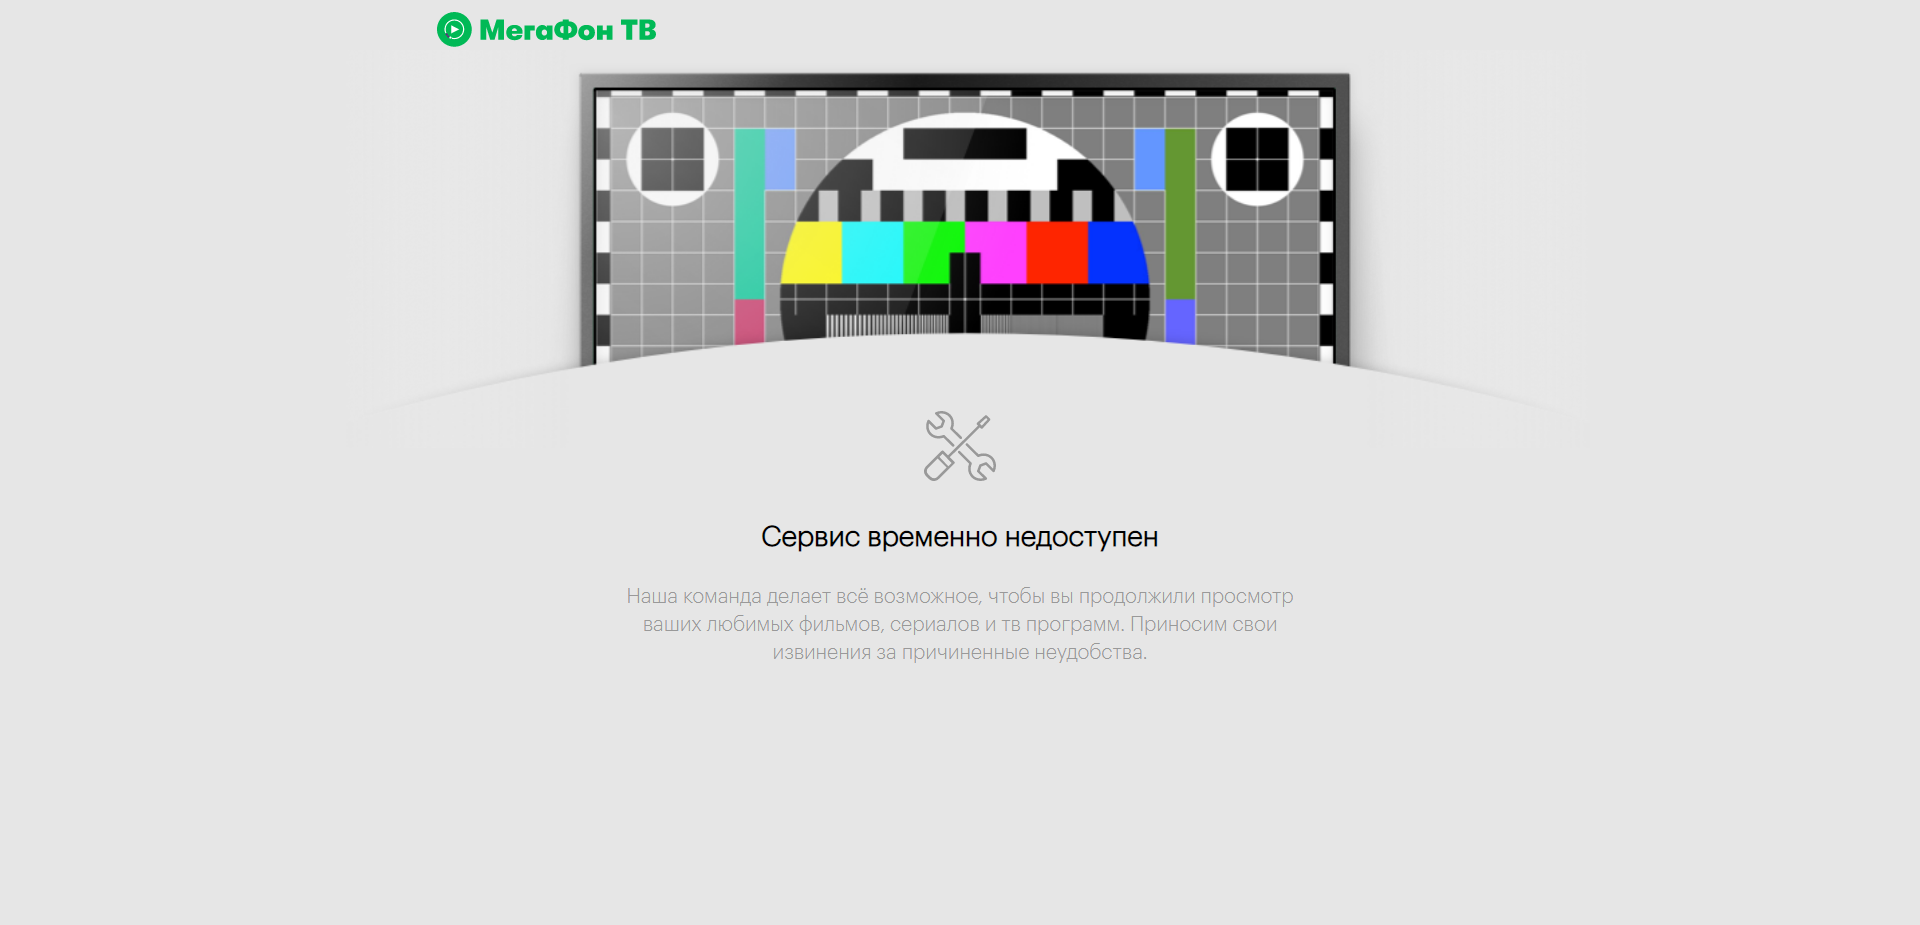 МегаФон ТВ
Сервис временно недоступен
Наша команда делает всё возможное, чтобы вы продолжили просмотр
ваших любимых фильмов, сериалов и тв программ. Приносим свои
извинения за причиненные неудобства.